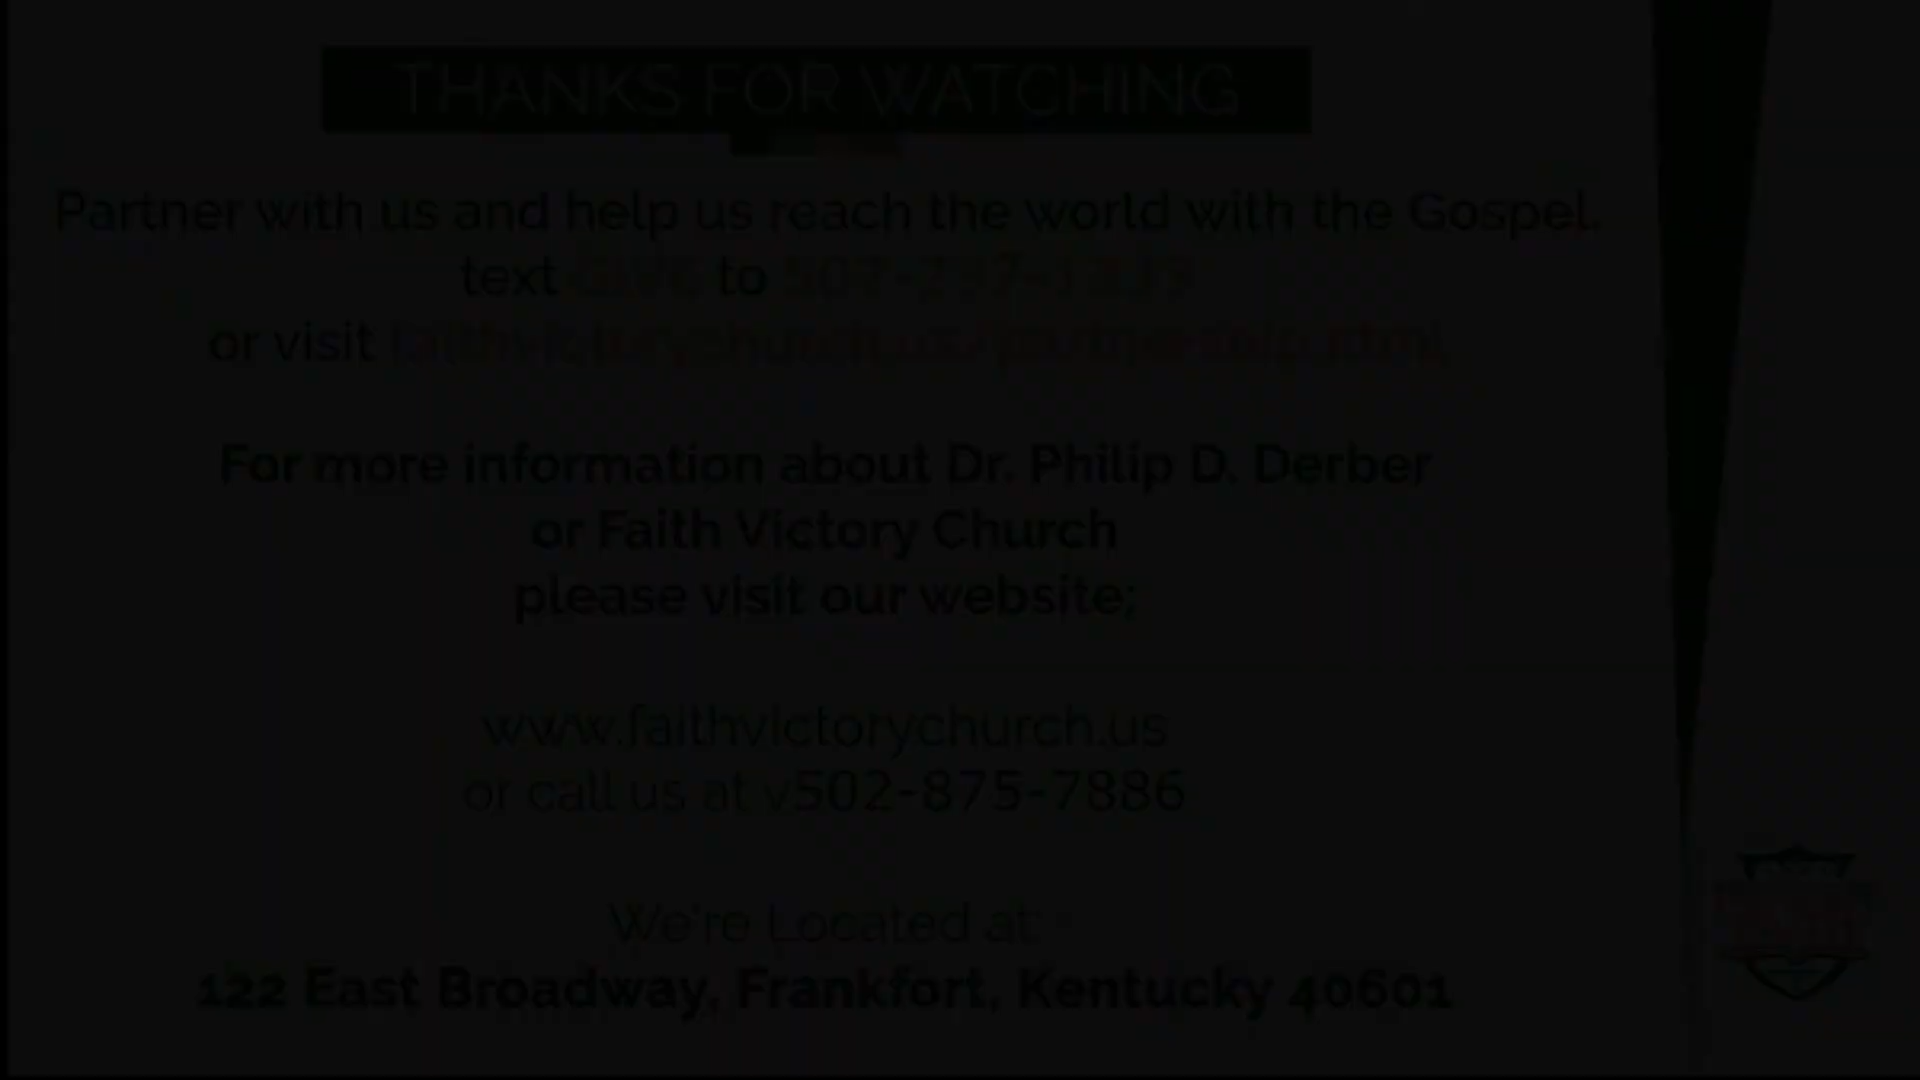 THANKS FOR WATCHING
Partner with us and help us reach the world with the Gospel.
text to
or visit
For more information about Dr. Philip D. Derber
or Faith Victory Church
please visit our website;
www.faithvictorychurch.us
or call us at v502-875-7886
We're Located at:
122 East Broadway, Frankfort, Kentucky 40601